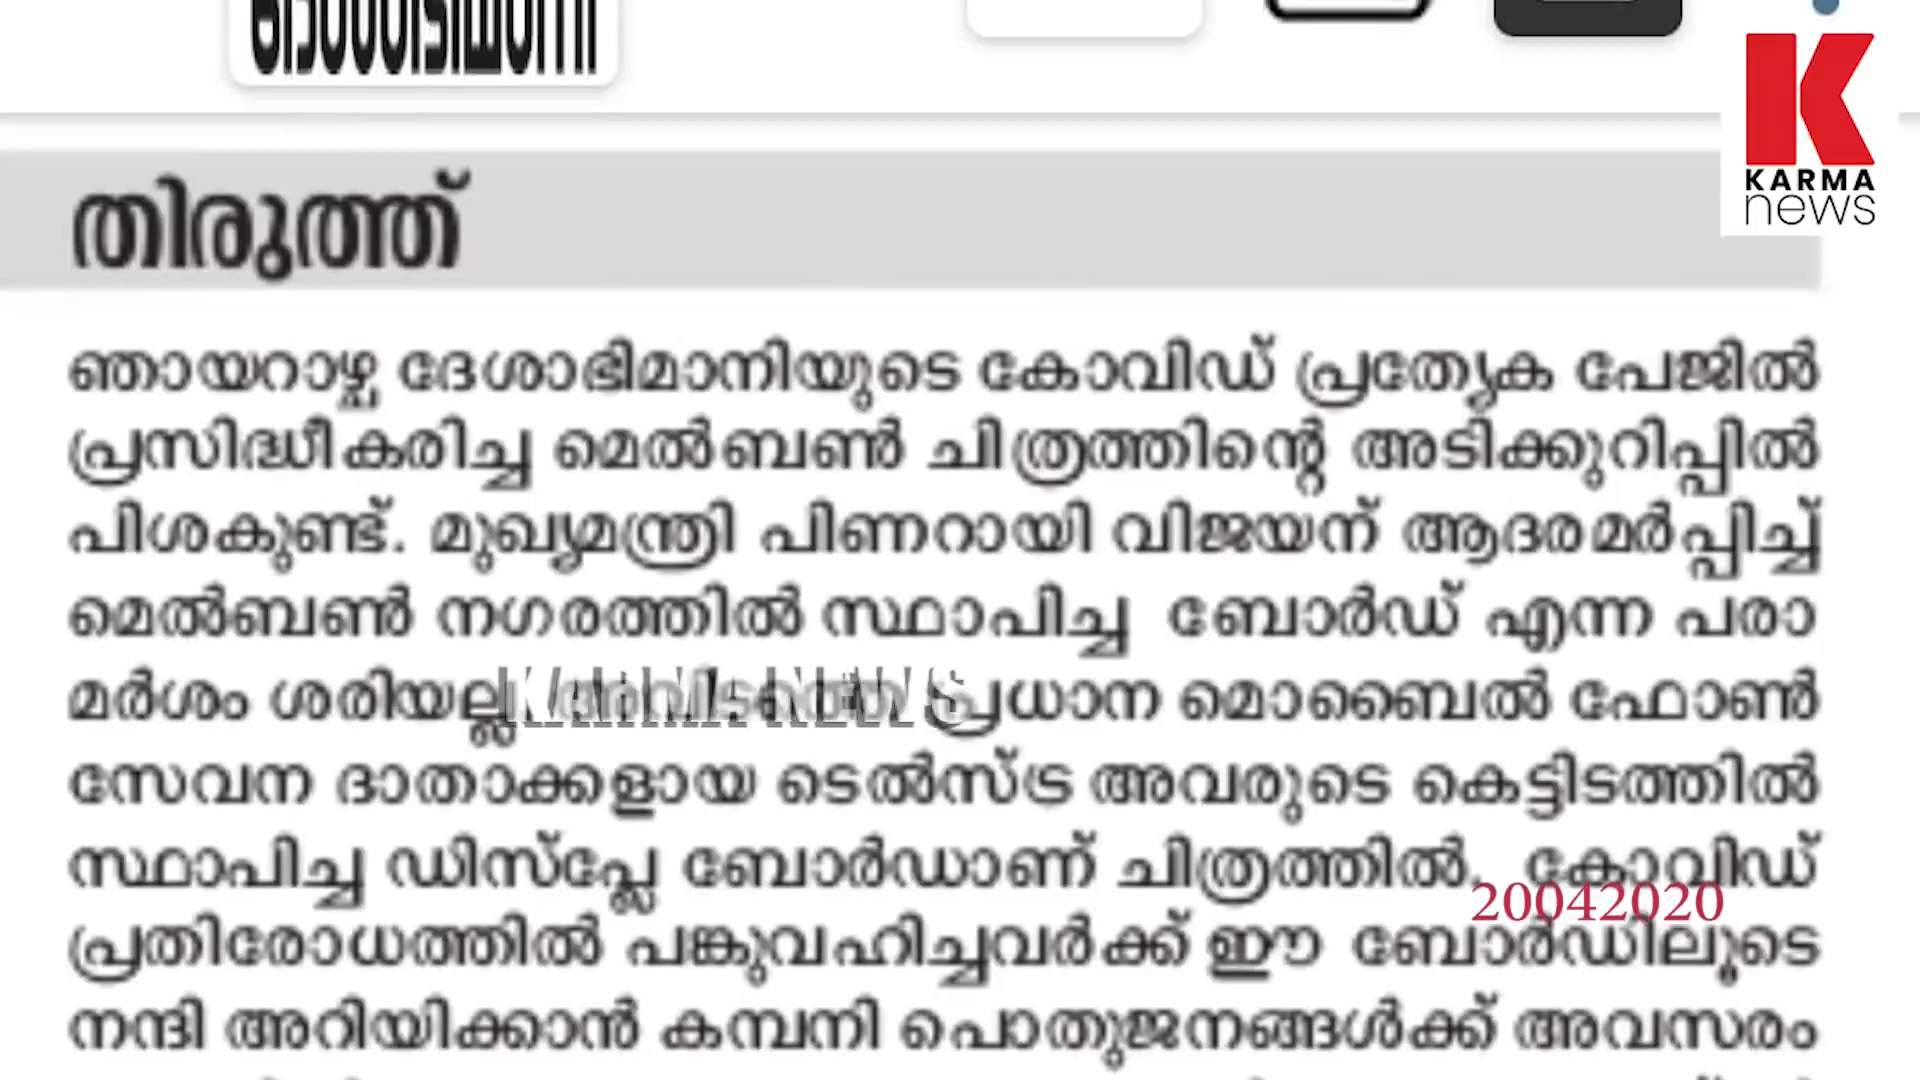 KARMA
news
തിരുത്ത്
ഞായറാഴ്ച ദേശാഭിമാനിയുടെ കോവിഡ് പ്രത്യേക പേജിൽ
പ്രസിദ്ധീകരിച്ച മെൽബൺ ചിത്രത്തിന്റെ അടിക്കുറിപ്പിൽ
പിശകുണ്ട്. മുഖ്യമന്ത്രി പിണറായി വിജയന് ആദരമർപ്പിച്ച്
മെൽബൺ നഗരത്തിൽ സ്ഥാപിച്ച ബോർഡ് എന്ന പരാ
മർശം ശരിയല്ല പ്രധാന മൊബൈൽ ഫോൺ
KARMA NEWS
സേവന ദാതാക്കളായ ടെൽസ്ട്ര അവരുടെ കെട്ടിടത്തിൽ
സ്ഥാപിച്ച ഡിസ്പ്ലേ ബോർഡാണ് ചിത്രത്തിൽ. കോവിഡ്
20042020
പ്രതിരോധത്തിൽ പങ്കുവഹിച്ചവർക്ക് ഈ ബോർഡിലൂടെ
നന്ദി അറിയിക്കാൻ കമ്പനി പൊതുജനങ്ങൾക്ക് അവസരം